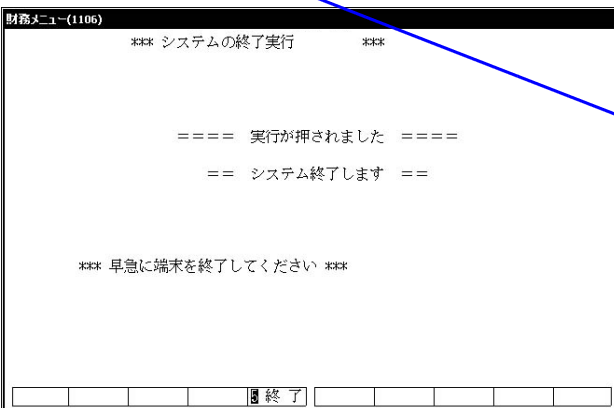 財務メニュー(1106)
*** システムの終了実行 ***
＝＝＝＝ 実行が押されました ＝＝＝＝
＝＝ システム終了します ＝＝
*** 早急に端末を終了してください ***
5 終 了